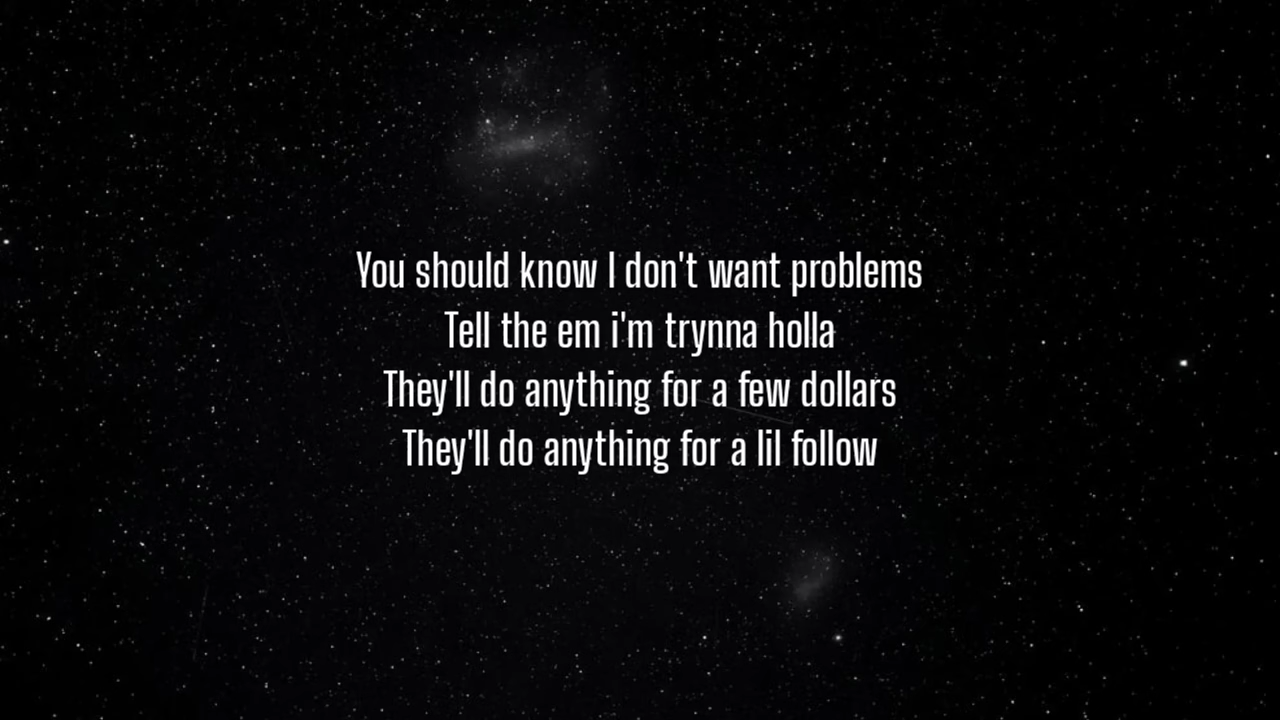 You should know I don't want problems
Tell the em i'm trynna holla
They'll do anything for a few dollars
They'll do anything for a lil follow